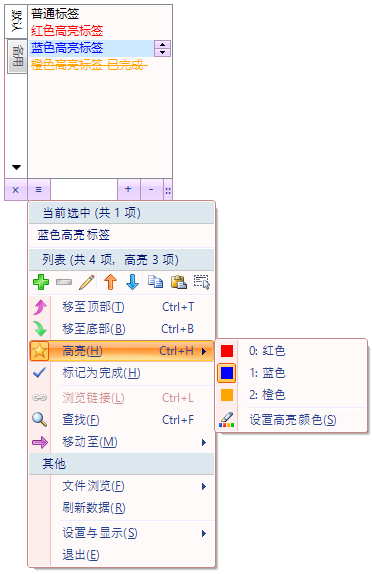 默认
备用
普通标签
红色高亮标签
蓝色高亮标签
橙色高亮标签 已完成
× ≡ + -
当前选中 (共 1 项)
蓝色高亮标签
列表 (共 4 项, 高亮 3 项)
移至顶部(T) Ctrl+T
移至底部(B) Ctrl+B
高亮(H) Ctrl+H
标记为完成(H)
浏览链接(L) Ctrl+L
查找(F) Ctrl+F
移动至(M)
其他
文件浏览(F)
刷新数据(R)
设置与显示(S)
退出(E)
0: 红色
1: 蓝色
2: 橙色
设置高亮颜色(S)